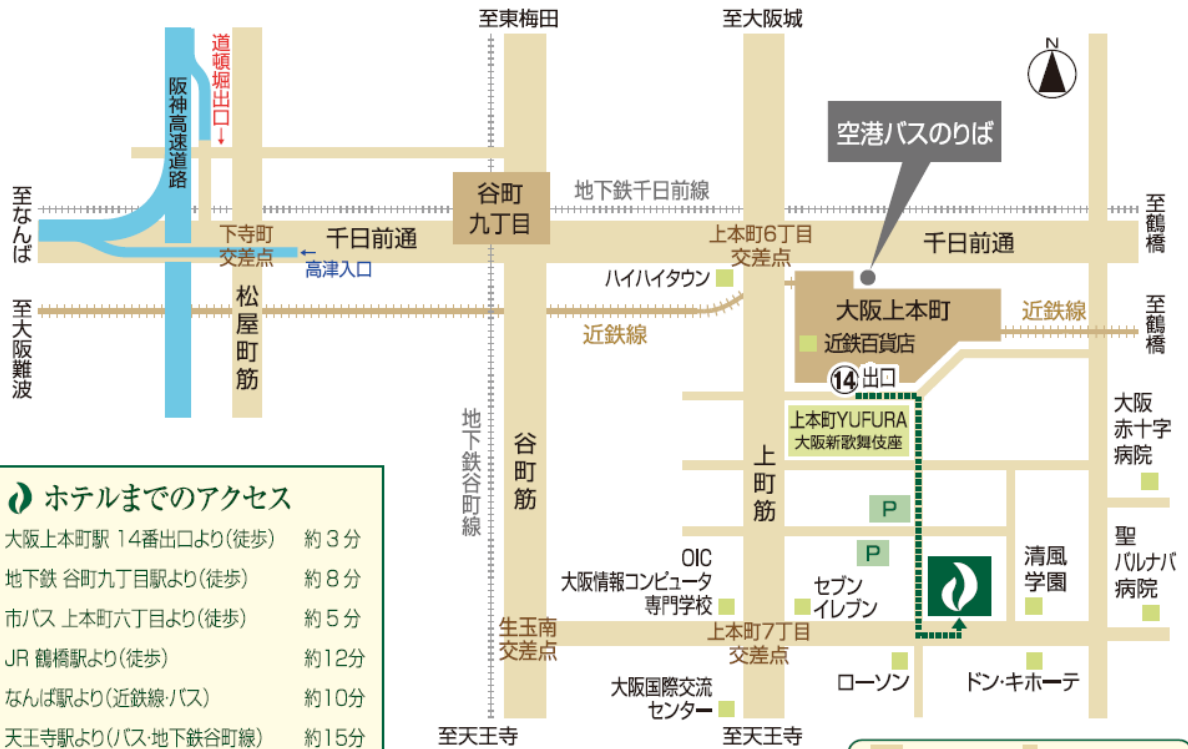 至東梅田
至大阪城
道頓堀出口
↓
阪神高速道路
N
空港バスのりば
至なんば
谷町
九丁目
地下鉄千日前線
至鶴橋
下寺町
交差点
千日前通
←
高津入口
上本町6丁目
交差点
千日前通
ハイハイタウン
松屋町筋
至大阪難波
近鉄線
大阪上本町
近鉄百貨店
近鉄線
至鶴橋
⑭出口
上本町YUFURA
大阪新歌舞伎座
大阪
赤十字
病院
地下鉄谷町線
谷町筋
上町筋
P
P
OIC
大阪情報コンピュータ
専門学校
セブン
イレブン
清風
学園
聖
バルナバ
病院
生玉南
交差点
上本町7丁目
交差点
ローソン
ドン・キホーテ
大阪国際交流
センター
至天王寺
至天王寺
ホテルまでのアクセス
大阪上本町駅 14番出口より(徒歩) 約3分
地下鉄 谷町九丁目駅より(徒歩) 約8分
市バス 上本町六丁目より(徒歩) 約5分
JR 鶴橋駅より(徒歩) 約12分
なんば駅より(近鉄線・バス) 約10分
天王寺駅より(バス・地下鉄谷町線) 約15分